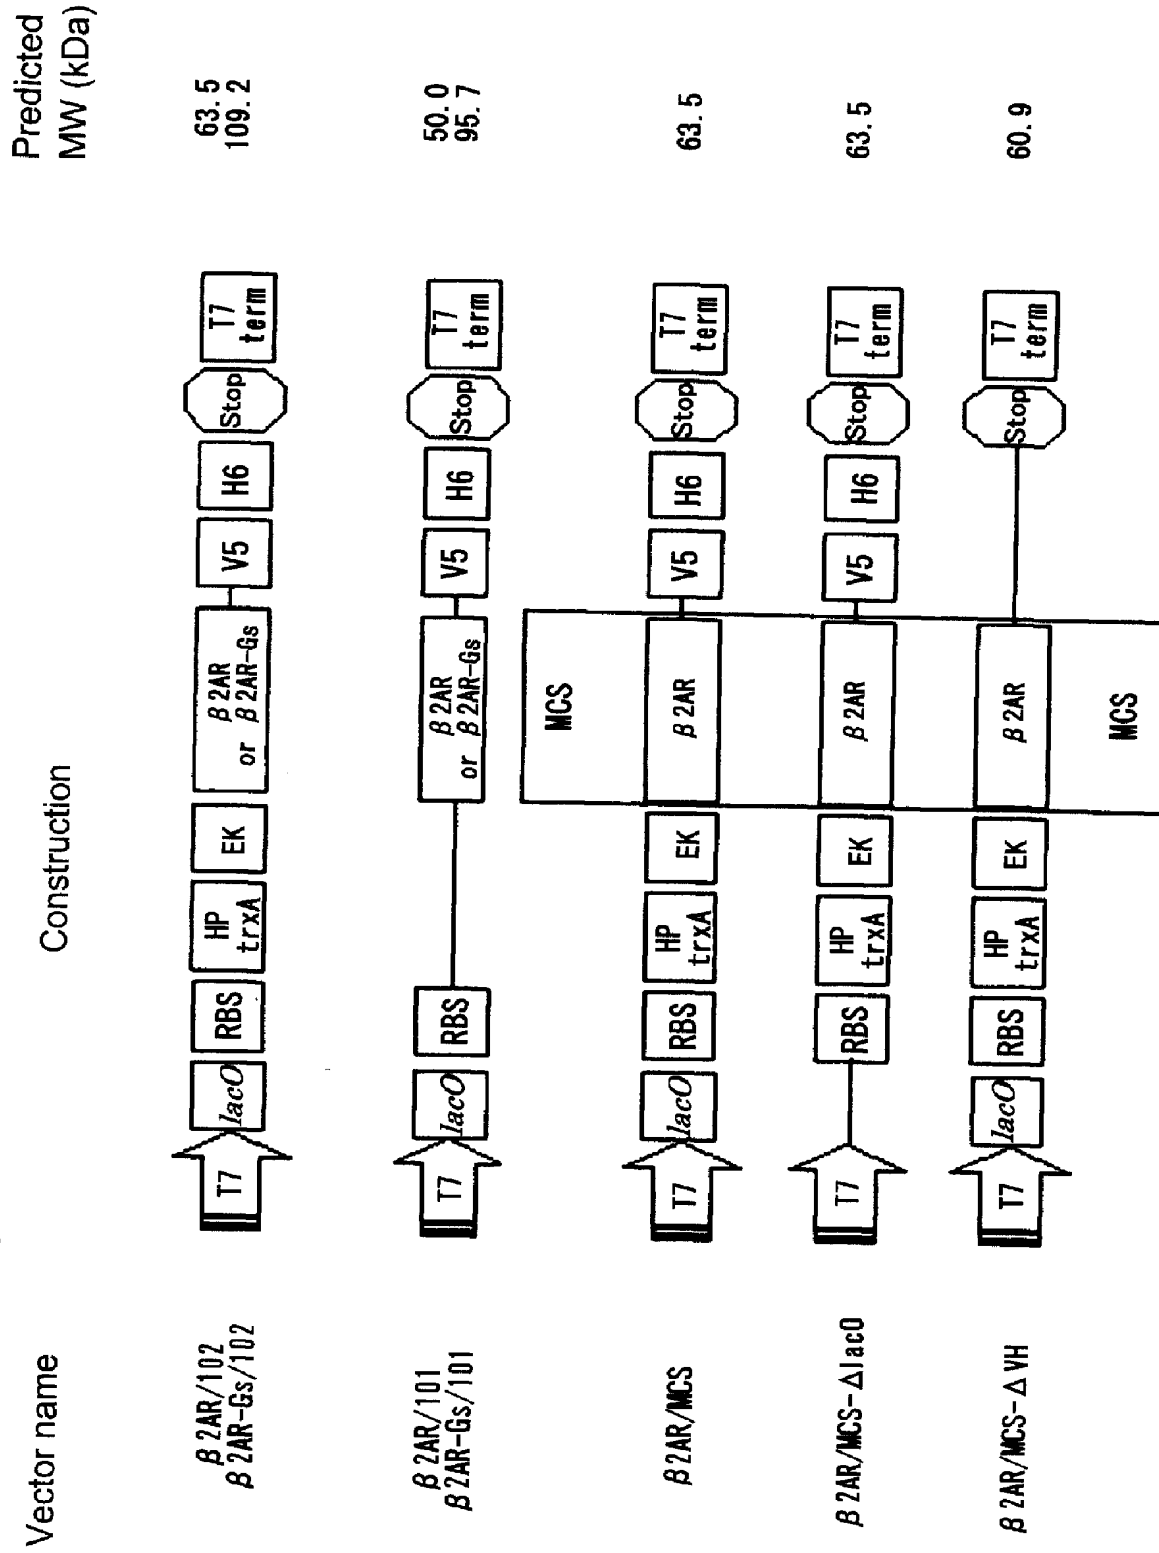 Vector name
Construction
Predicted
MW (kDa)
β2AR/102
β2AR-Gs/102
T7
lacO
RBS
HP
trxA
EK
β2AR
or β2AR-Gs
V5
H6
Stop
T7
term
63.5
109.2
β2AR/101
β2AR-Gs/101
T7
lacO
RBS
β2AR
or β2AR-Gs
V5
H6
Stop
T7
term
50.0
95.7
MCS
β2AR/MCS
T7
lacO
RBS
HP
trxA
EK
β2AR
V5
H6
Stop
T7
term
63.5
β2AR/MCS-ΔlacO
T7
RBS
HP
trxA
EK
β2AR
V5
H6
Stop
T7
term
63.5
β2AR/MCS-ΔVH
T7
lacO
RBS
HP
trxA
EK
β2AR
Stop
T7
term
60.9
MCS